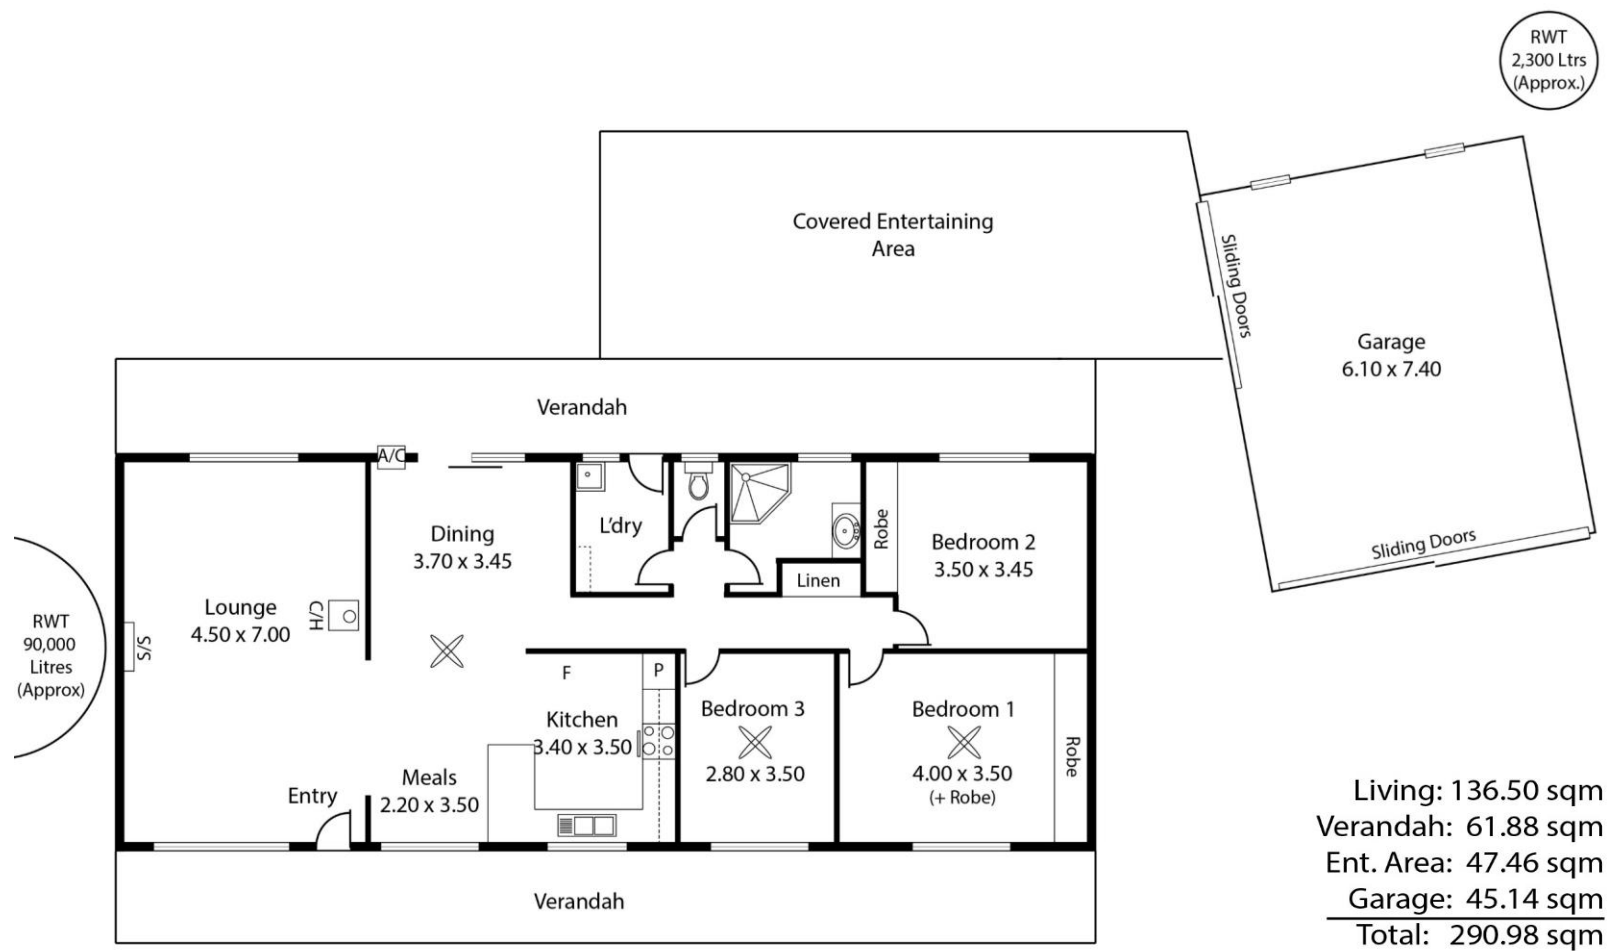 RWT
2,300 Ltrs
(Approx.)
Covered Entertaining
Area
Sliding Doors
Garage
6.10 x 7.40
Sliding Doors
Verandah
A/C
Dining
3.70 x 3.45
L'dry
Robe
Bedroom 2
3.50 x 3.45
Linen
RWT
90,000
Litres
(Approx)
S/S
Lounge
4.50 x 7.00
C/H
F
P
Kitchen
3.40 x 3.50
Bedroom 3
2.80 x 3.50
Bedroom 1
4.00 x 3.50
(+ Robe)
Robe
Entry
Meals
2.20 x 3.50
Verandah
Living: 136.50 sqm
Verandah: 61.88 sqm
Ent. Area: 47.46 sqm
Garage: 45.14 sqm
Total: 290.98 sqm